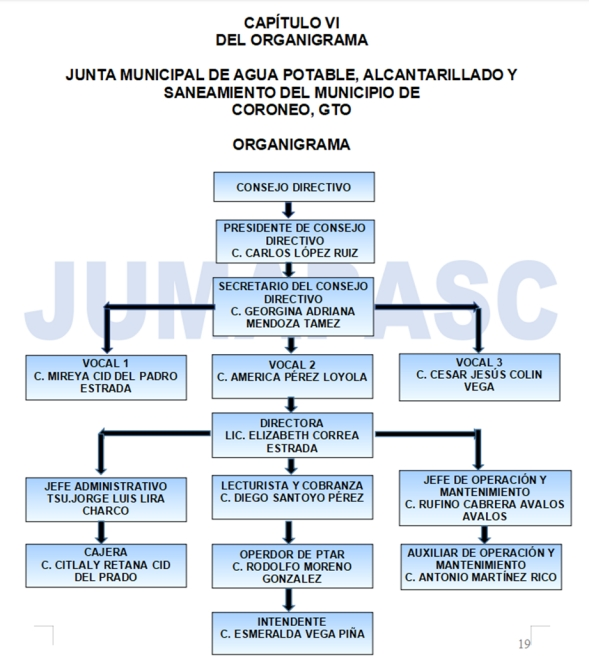 CAPÍTULO VI
DEL ORGANIGRAMA
JUNTA MUNICIPAL DE AGUA POTABLE, ALCANTARILLADO Y
SANEAMIENTO DEL MUNICIPIO DE
CORONEO, GTO
ORGANIGRAMA
JUMAPASC
CONSEJO DIRECTIVO
PRESIDENTE DE CONSEJO
DIRECTIVO
C. CARLOS LÓPEZ RUIZ
SECRETARIO DEL CONSEJO
DIRECTIVO
C. GEORGINA ADRIANA
MENDOZA TAMEZ
VOCAL 1
C. MIREYA CID DEL PADRO
ESTRADA
VOCAL 2
C. AMERICA PÉREZ LOYOLA
VOCAL 3
C. CESAR JESÚS COLIN
VEGA
DIRECTORA
LIC. ELIZABETH CORREA
ESTRADA
JEFE ADMINISTRATIVO
TSU.JORGE LUIS LIRA
CHARCO
LECTURISTA Y COBRANZA
C. DIEGO SANTOYO PÉREZ
JEFE DE OPERACIÓN Y
MANTENIMIENTO
C. RUFINO CABRERA AVALOS
AVALOS
CAJERA
C. CITLALY RETANA CID
DEL PRADO
OPERDOR DE PTAR
C. RODOLFO MORENO
GONZALEZ
AUXILIAR DE OPERACIÓN Y
MANTENIMIENTO
C. ANTONIO MARTÍNEZ RICO
INTENDENTE
C. ESMERALDA VEGA PIÑA
19